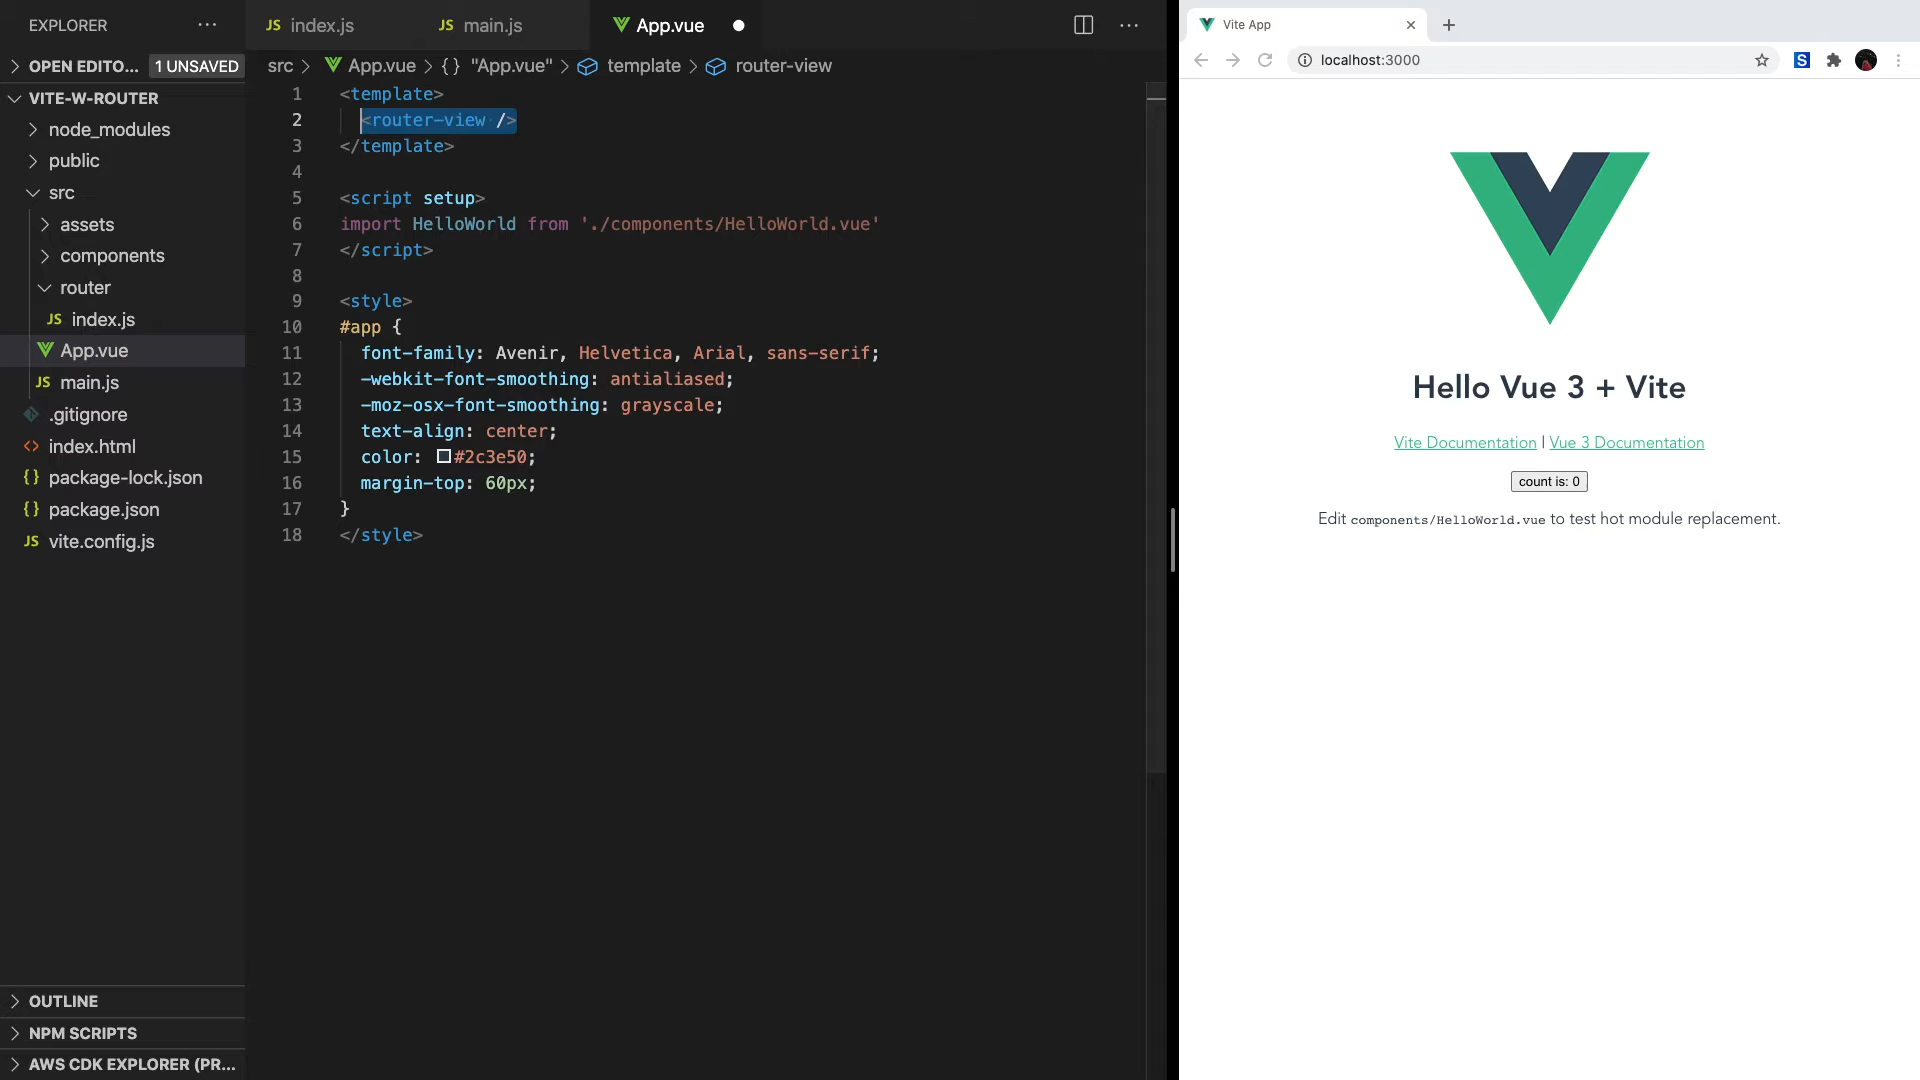 EXPLORER
OPEN EDITO... 1 UNSAVED
VITE-W-ROUTER
node_modules
public
src
assets
components
router
JS index.js
App.vue
JS main.js
.gitignore
<> index.html
{} package-lock.json
{} package.json
JS vite.config.js
OUTLINE
NPM SCRIPTS
AWS CDK EXPLORER (PR...
JS index.js
JS main.js
App.vue
src > App.vue > {} "App.vue" > template > router-view
1 <template>
2 <router-view />
3 </template>
4
5 <script setup>
6 import HelloWorld from './components/HelloWorld.vue'
7 </script>
8
9 <style>
10 #app {
11 font-family: Avenir, Helvetica, Arial, sans-serif;
12 -webkit-font-smoothing: antialiased;
13 -moz-osx-font-smoothing: grayscale;
14 text-align: center;
15 color: #2c3e50;
16 margin-top: 60px;
17 }
18 </style>
Vite App
localhost:3000
S
Hello Vue 3 + Vite
Vite Documentation | Vue 3 Documentation
count is: 0
Edit components/HelloWorld.vue to test hot module replacement.